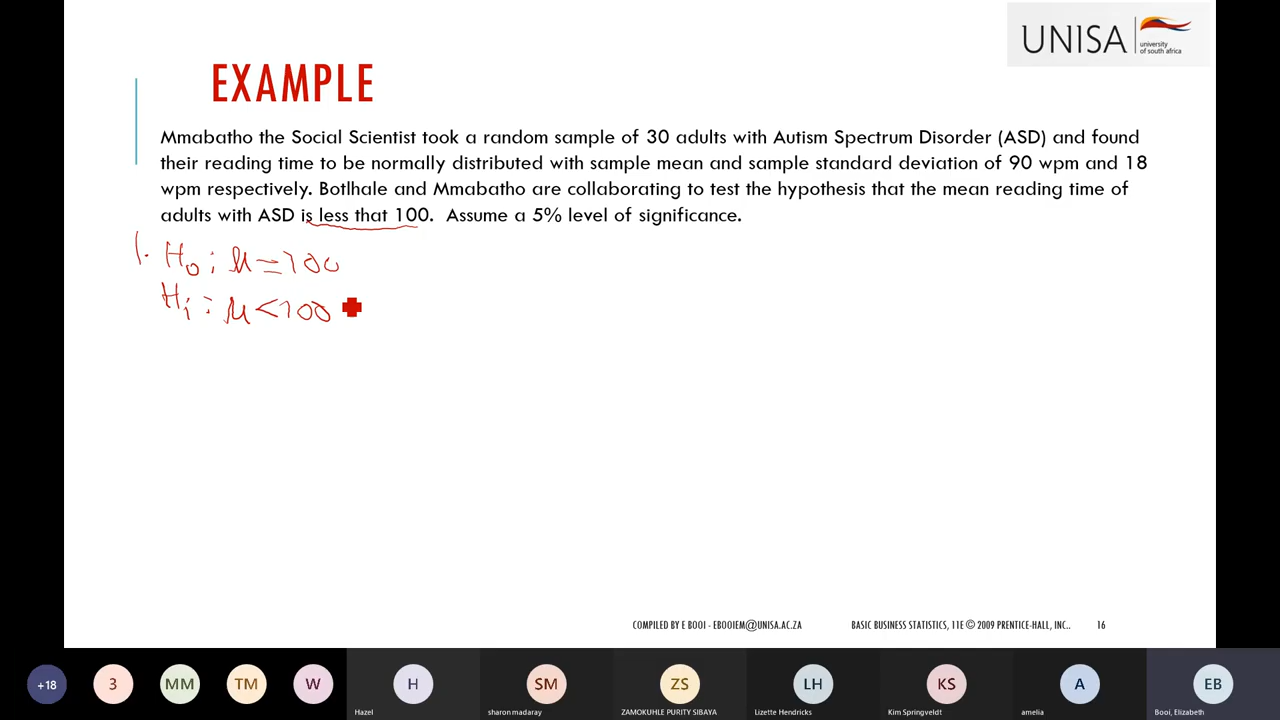 UNISA
university
of south africa
EXAMPLE
Mmabatho the Social Scientist took a random sample of 30 adults with Autism Spectrum Disorder (ASD) and found
their reading time to be normally distributed with sample mean and sample standard deviation of 90 wpm and 18
wpm respectively. Botlhale and Mmabatho are collaborating to test the hypothesis that the mean reading time of
adults with ASD is less that 100. Assume a 5% level of significance.
1. H₀ : μ = 100
H₁ : μ < 100
COMPILED BY E BOOI - EBOOIEM@UNISA.AC.ZA
BASIC BUSINESS STATISTICS, 11E © 2009 PRENTICE-HALL, INC..
16
+18
3
MM
TM
W
H
SM
ZS
LH
KS
A
EB
Hazel
sharon madaray
ZAMOKUHLE PURITY SIBAYA
Lizette Hendricks
Kim Springveldt
amelia
Booi, Elizabeth